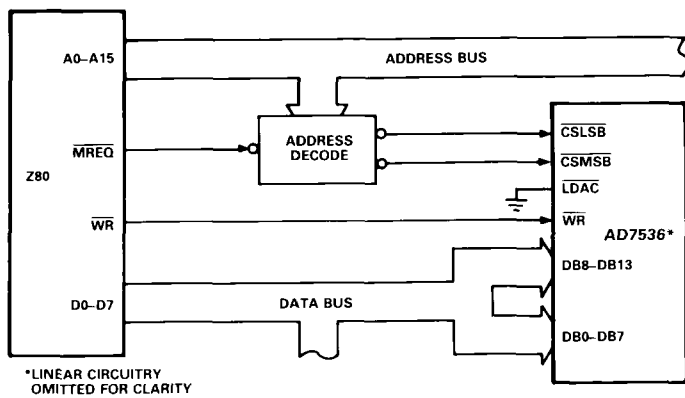 A0–A15
ADDRESS BUS
ADDRESS
DECODE
MREQ
Z80
WR
CSLSB
CSMSB
LDAC
WR
AD7536*
DB8–DB13
D0–D7
DATA BUS
DB0–DB7
*LINEAR CIRCUITRY
OMITTED FOR CLARITY